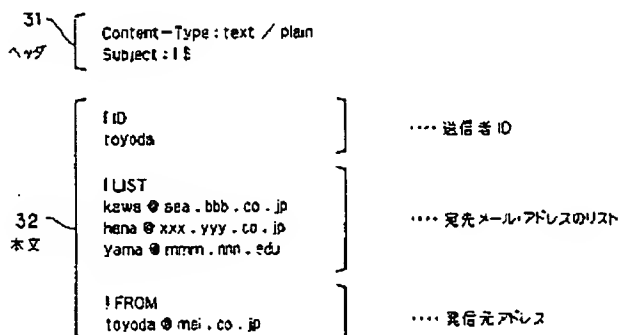 31
ヘッダ
Content-Type : text / plain
Subject : !$
32
本文
!ID
toyoda
‥‥ 送信者 ID
!LIST
kawa @ sea . bbb . co . jp
hana @ xxx . yyy . co . jp
yama @ mmm . nnn . edu
‥‥ 宛先メール・アドレスのリスト
!FROM
toyoda @ mei . co . jp
‥‥ 発信元アドレス